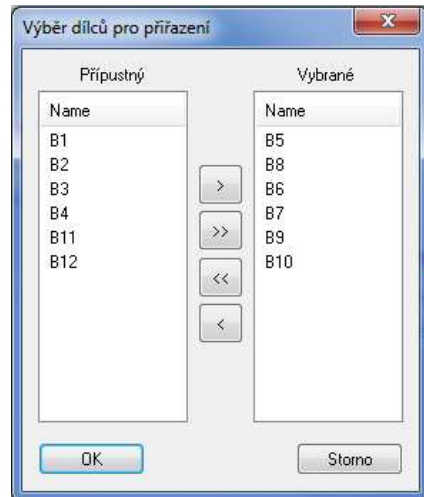 Výběr dílců pro přiřazení
Přípustný
Name
B1
B2
B3
B4
B11
B12
>
>>
<<
<
Vybrané
Name
B5
B8
B6
B7
B9
B10
OK
Storno